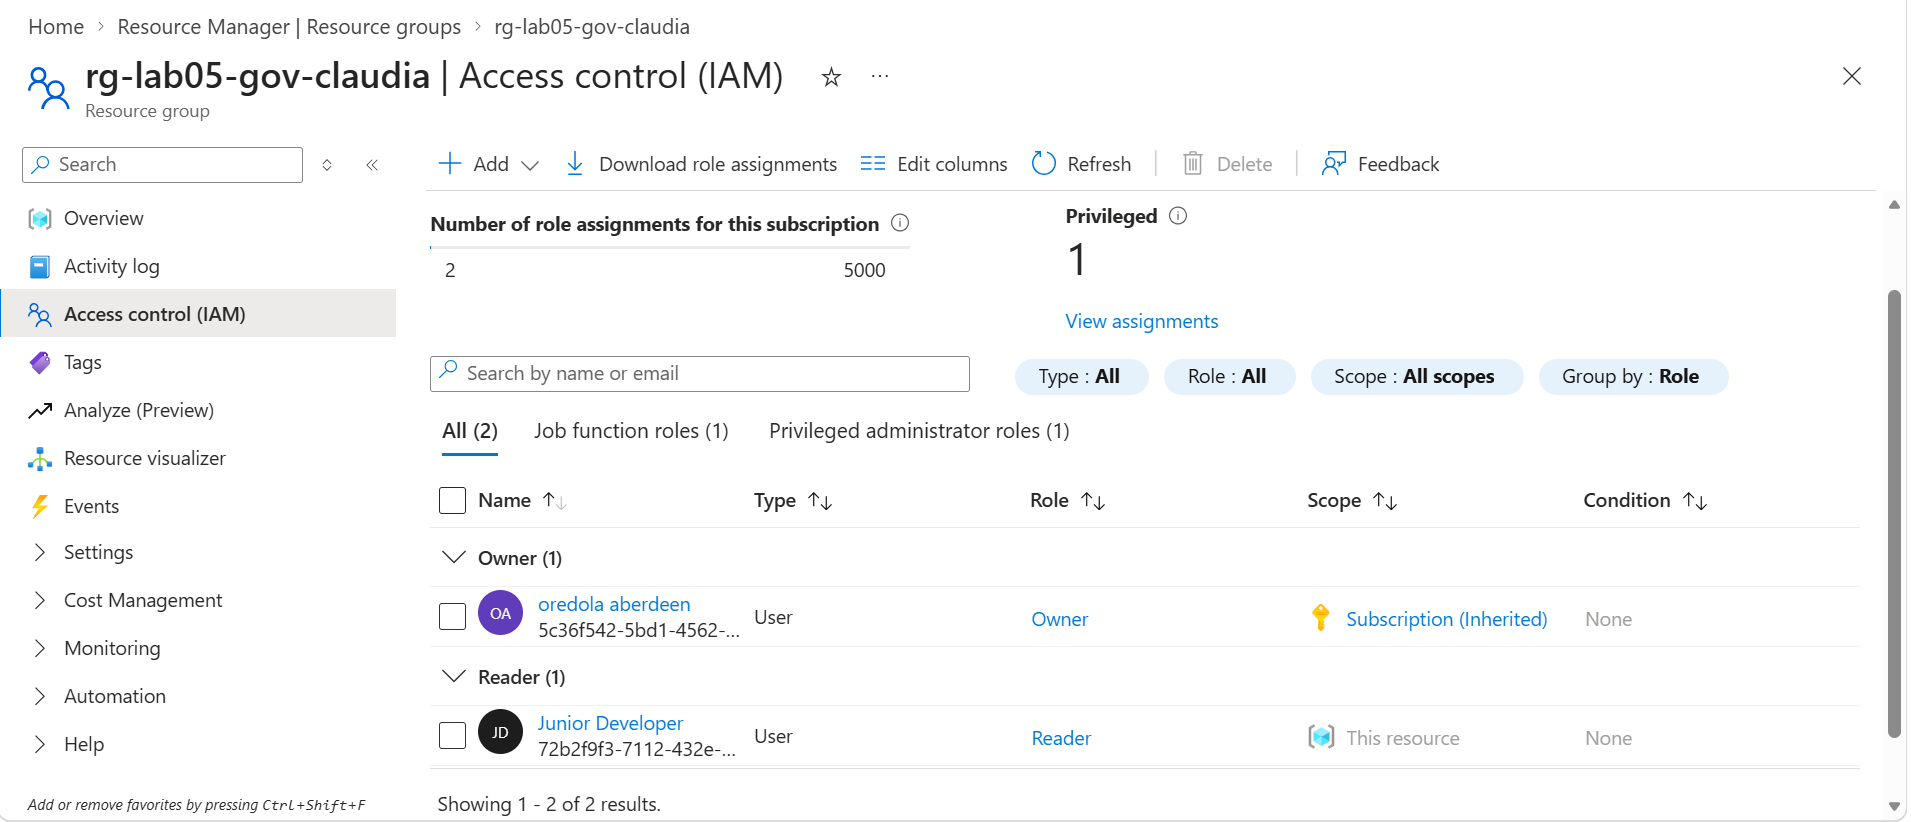 Home > Resource Manager | Resource groups > rg-lab05-gov-claudia
rg-lab05-gov-claudia | Access control (IAM)
Resource group
Search
Overview
Activity log
Access control (IAM)
Tags
Analyze (Preview)
Resource visualizer
Events
Settings
Cost Management
Monitoring
Automation
Help
Add or remove favorites by pressing Ctrl+Shift+F
Add Download role assignments Edit columns Refresh Delete Feedback
Number of role assignments for this subscription
2 5000
Privileged
1
View assignments
Search by name or email
Type : All Role : All Scope : All scopes Group by : Role
All (2) Job function roles (1) Privileged administrator roles (1)
Name Type Role Scope Condition
Owner (1)
OA oredola aberdeen User Owner Subscription (Inherited) None
5c36f542-5bd1-4562-...
Reader (1)
JD Junior Developer User Reader This resource None
72b2f9f3-7112-432e-...
Showing 1 - 2 of 2 results.